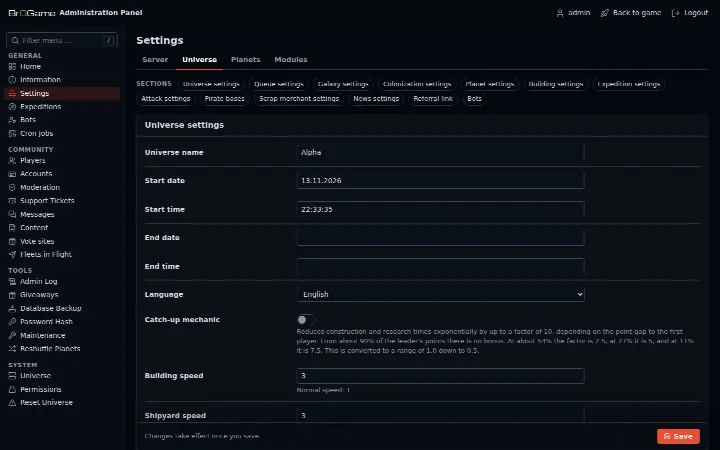 BrOGame Administration Panel
admin
Back to game
Logout
Filter menu ... /
GENERAL
Home
Information
Settings
Expeditions
Bots
Cron Jobs
COMMUNITY
Players
Accounts
Moderation
Support Tickets
Messages
Content
Vote sites
Fleets in Flight
TOOLS
Admin Log
Giveaways
Database Backup
Password Hash
Maintenance
Reshuffle Planets
SYSTEM
Universe
Permissions
Reset Universe
Settings
Server Universe Planets Modules
SECTIONS Universe settings Queue settings Galaxy settings Colonization settings Planet settings Building settings Expedition settings
Attack settings Pirate bases Scrap merchant settings News settings Referral link Bots
Universe settings
Universe name Alpha
Start date 13.11.2026
Start time 22:33:35
End date
End time
Language English
Catch-up mechanic
Reduces construction and research times exponentially by up to a factor of 10, depending on the point gap to the first
player. From about 90% of the leader's points there is no bonus. At about 54% the factor is 2.5, at 27% it is 5, and at 11%
it is 7.5. This is converted to a range of 1.0 down to 0.5.
Building speed 3
Normal speed: 1
Shipyard speed 3
Changes take effect once you save.
Save